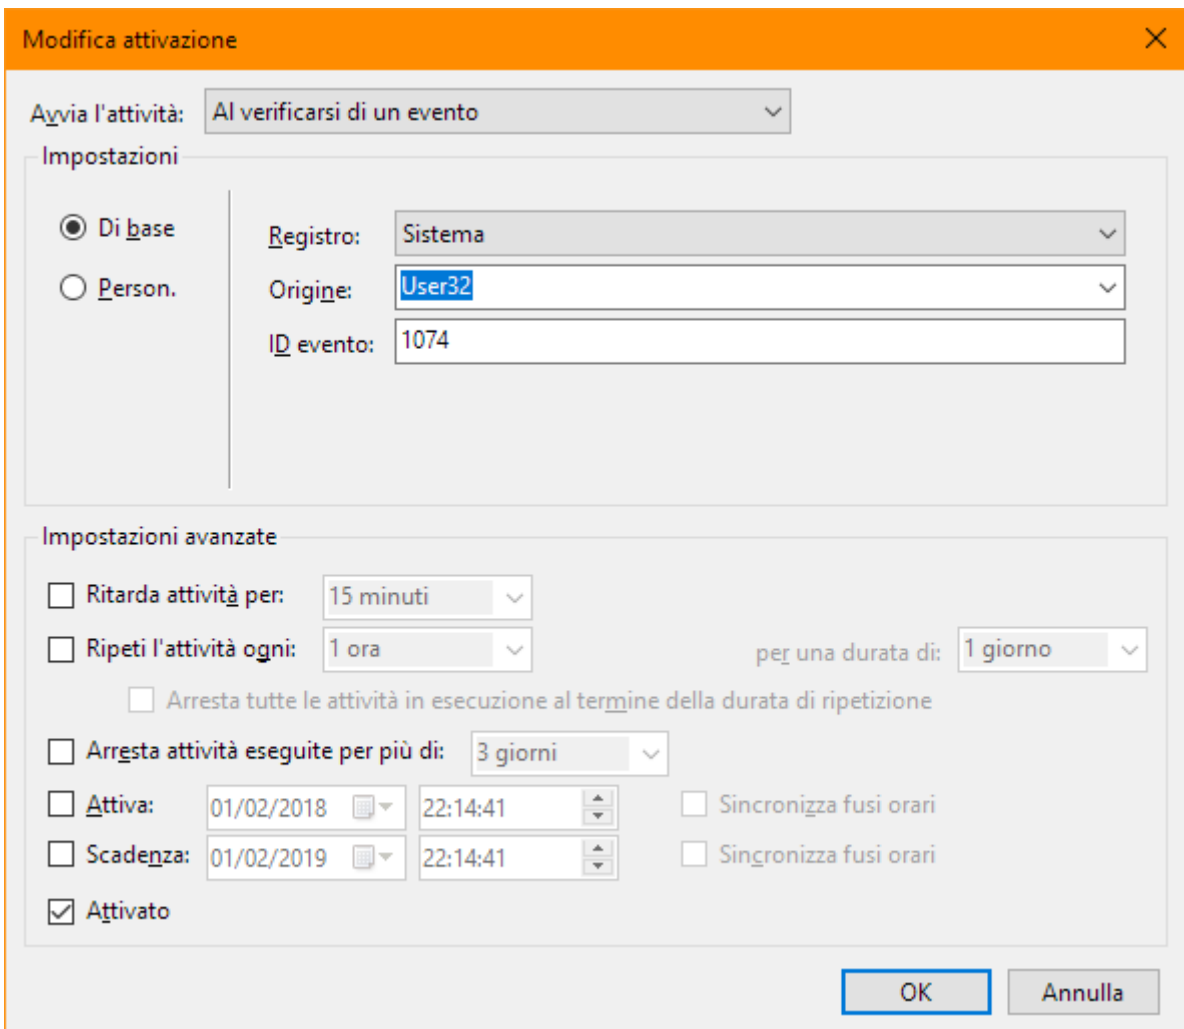 Modifica attivazione
Avvia l'attività: Al verificarsi di un evento
Impostazioni
Di base
Registro: Sistema
Person.
Origine: User32
ID evento: 1074
Impostazioni avanzate
Ritarda attività per: 15 minuti
Ripeti l'attività ogni: 1 ora per una durata di: 1 giorno
Arresta tutte le attività in esecuzione al termine della durata di ripetizione
Arresta attività eseguite per più di: 3 giorni
Attiva: 01/02/2018 22:14:41 Sincronizza fusi orari
Scadenza: 01/02/2019 22:14:41 Sincronizza fusi orari
Attivato
OK Annulla